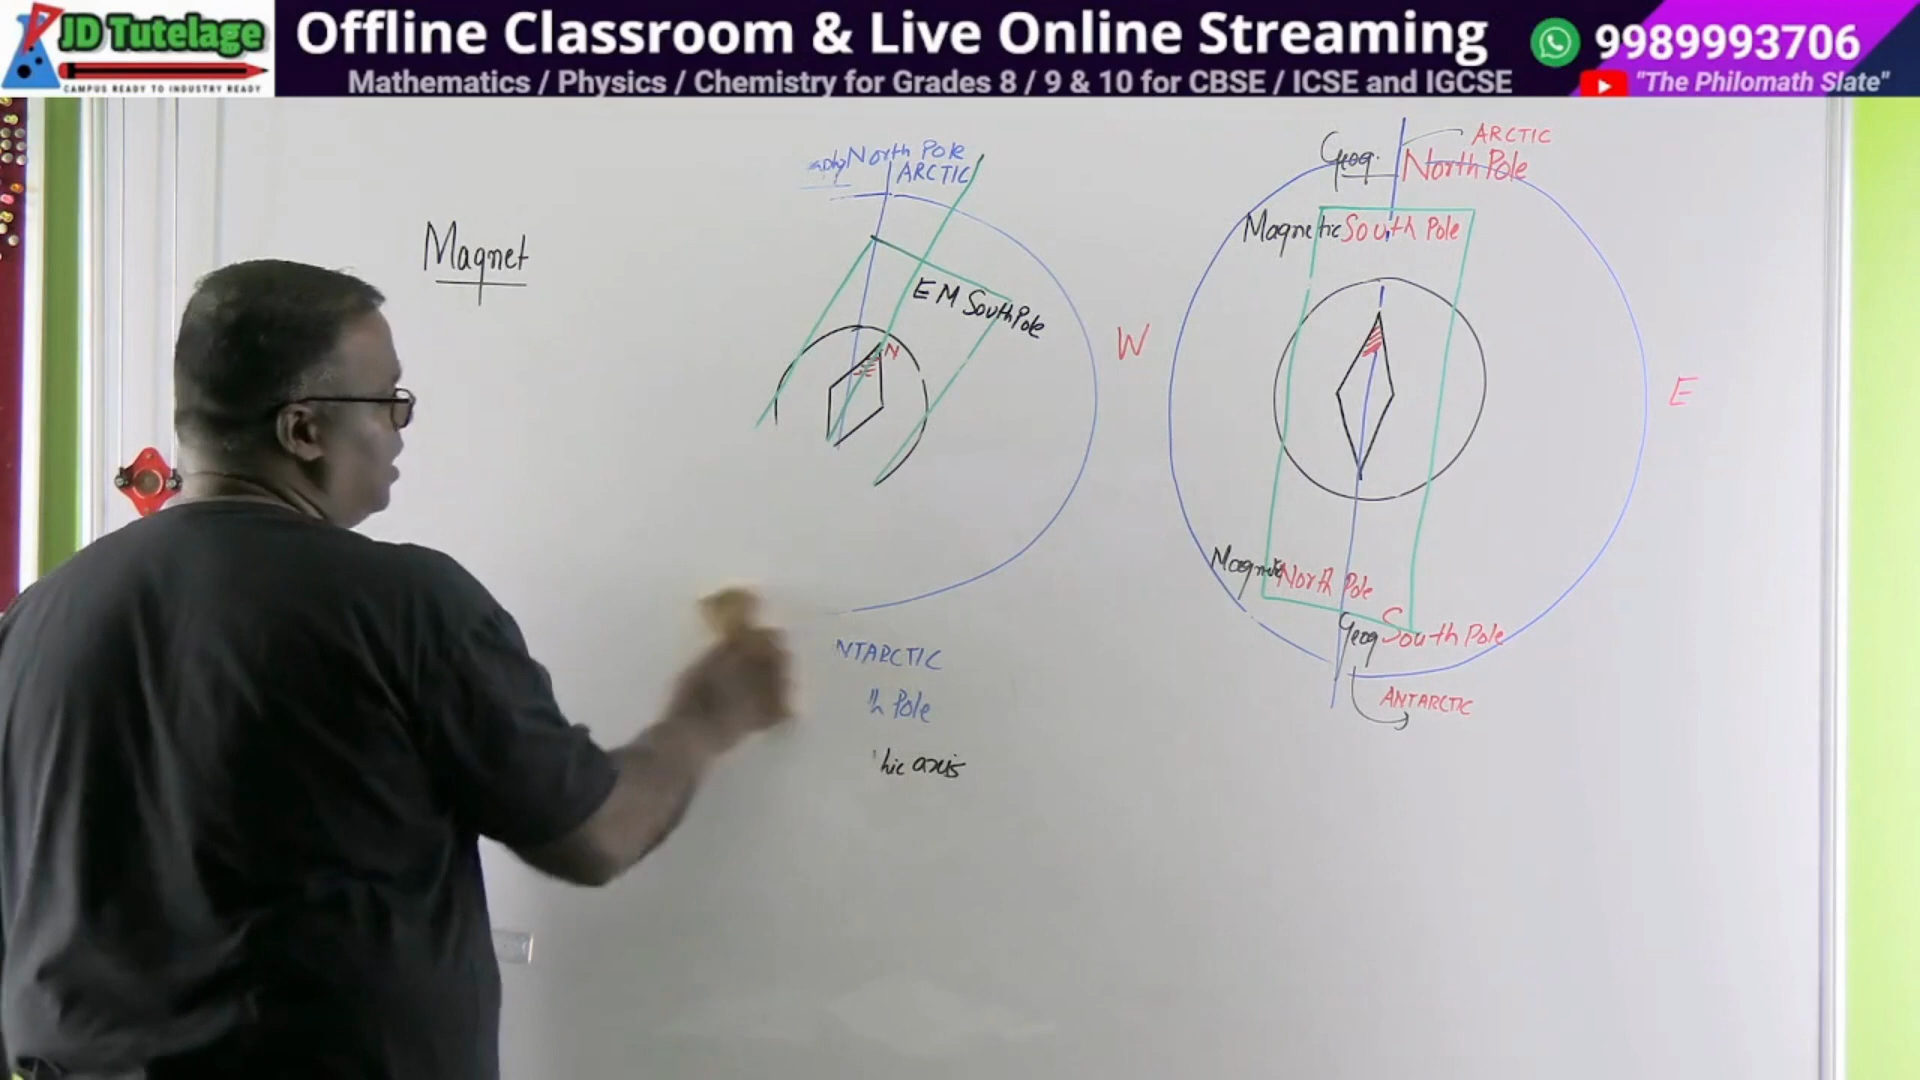 JD Tutelage
CAMPUS READY TO INDUSTRY READY
Offline Classroom & Live Online Streaming
9989993706
Mathematics / Physics / Chemistry for Grades 8 / 9 & 10 for CBSE / ICSE and IGCSE
"The Philomath Slate"
Magnet
North Pole
ARCTIC
E M South Pole
N
NTARCTIC
Pole
hic axis
W
Geog. North Pole
ARCTIC
Magnetic South Pole
E
Magnetic North Pole
Geog South Pole
ANTARCTIC